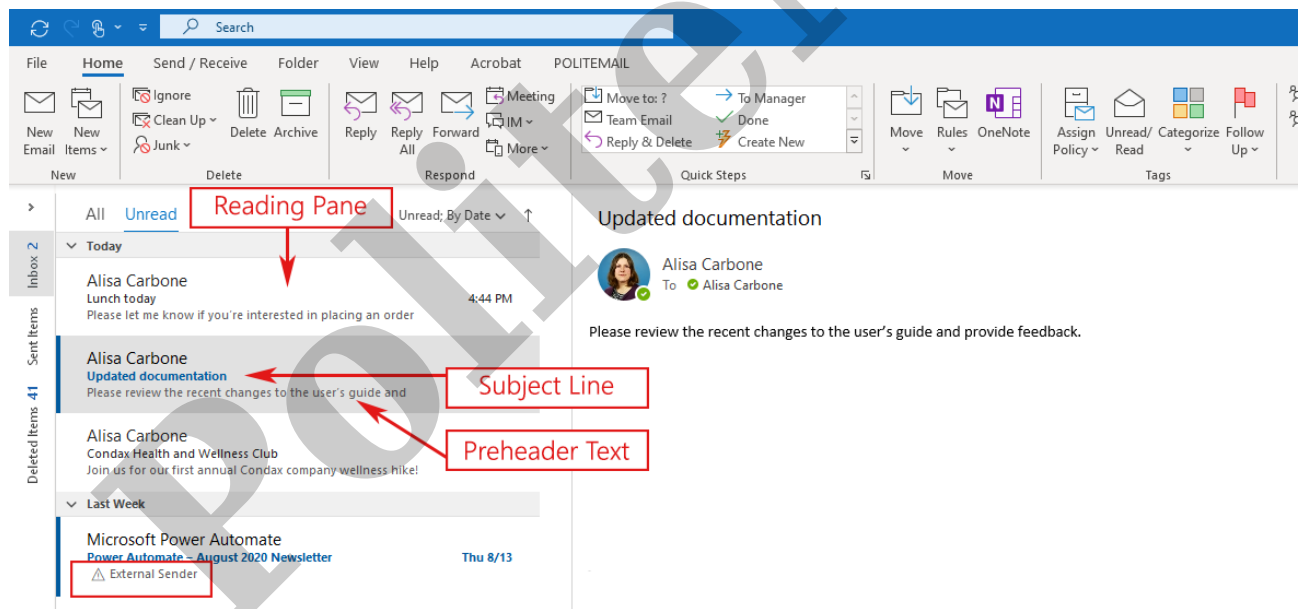 Search
File Home Send / Receive Folder View Help Acrobat POLITEMAIL
New Email
New Items
Ignore
Clean Up
Junk
Delete
Archive
Reply
Reply All
Forward
Meeting
IM
More
Move to: ?
Team Email
Reply & Delete
To Manager
Done
Create New
Move
Rules
OneNote
Assign Policy
Unread/ Read
Categorize
Follow Up
New Delete Respond Quick Steps Move Tags
All Unread Reading Pane Unread; By Date
Inbox 2
Sent Items
Deleted Items 41
Today
Alisa Carbone
Lunch today 4:44 PM
Please let me know if you're interested in placing an order
Alisa Carbone
Updated documentation
Please review the recent changes to the user's guide and
Subject Line
Preheader Text
Alisa Carbone
Condax Health and Wellness Club
Join us for our first annual Condax company wellness hike!
Last Week
Microsoft Power Automate
Power Automate – August 2020 Newsletter Thu 8/13
External Sender
Updated documentation
Alisa Carbone
To Alisa Carbone
Please review the recent changes to the user's guide and provide feedback.